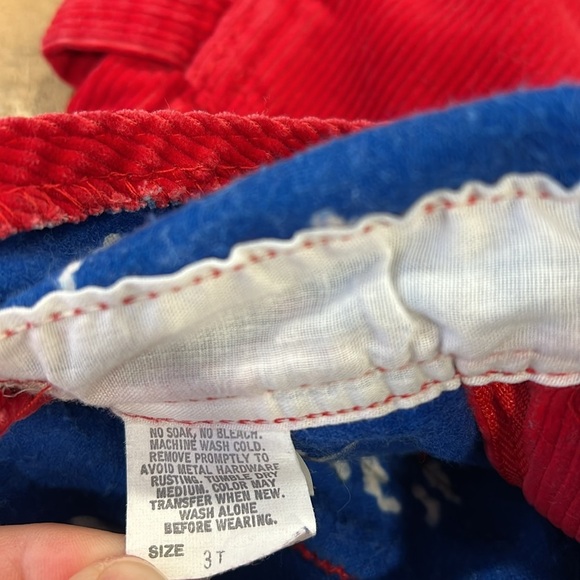 NO SOAK, NO BLEACH.
MACHINE WASH COLD.
REMOVE PROMPTLY TO
AVOID METAL HARDWARE
RUSTING. TUMBLE DRY
MEDIUM. COLOR MAY
TRANSFER WHEN NEW.
WASH ALONE
BEFORE WEARING.
SIZE 3T